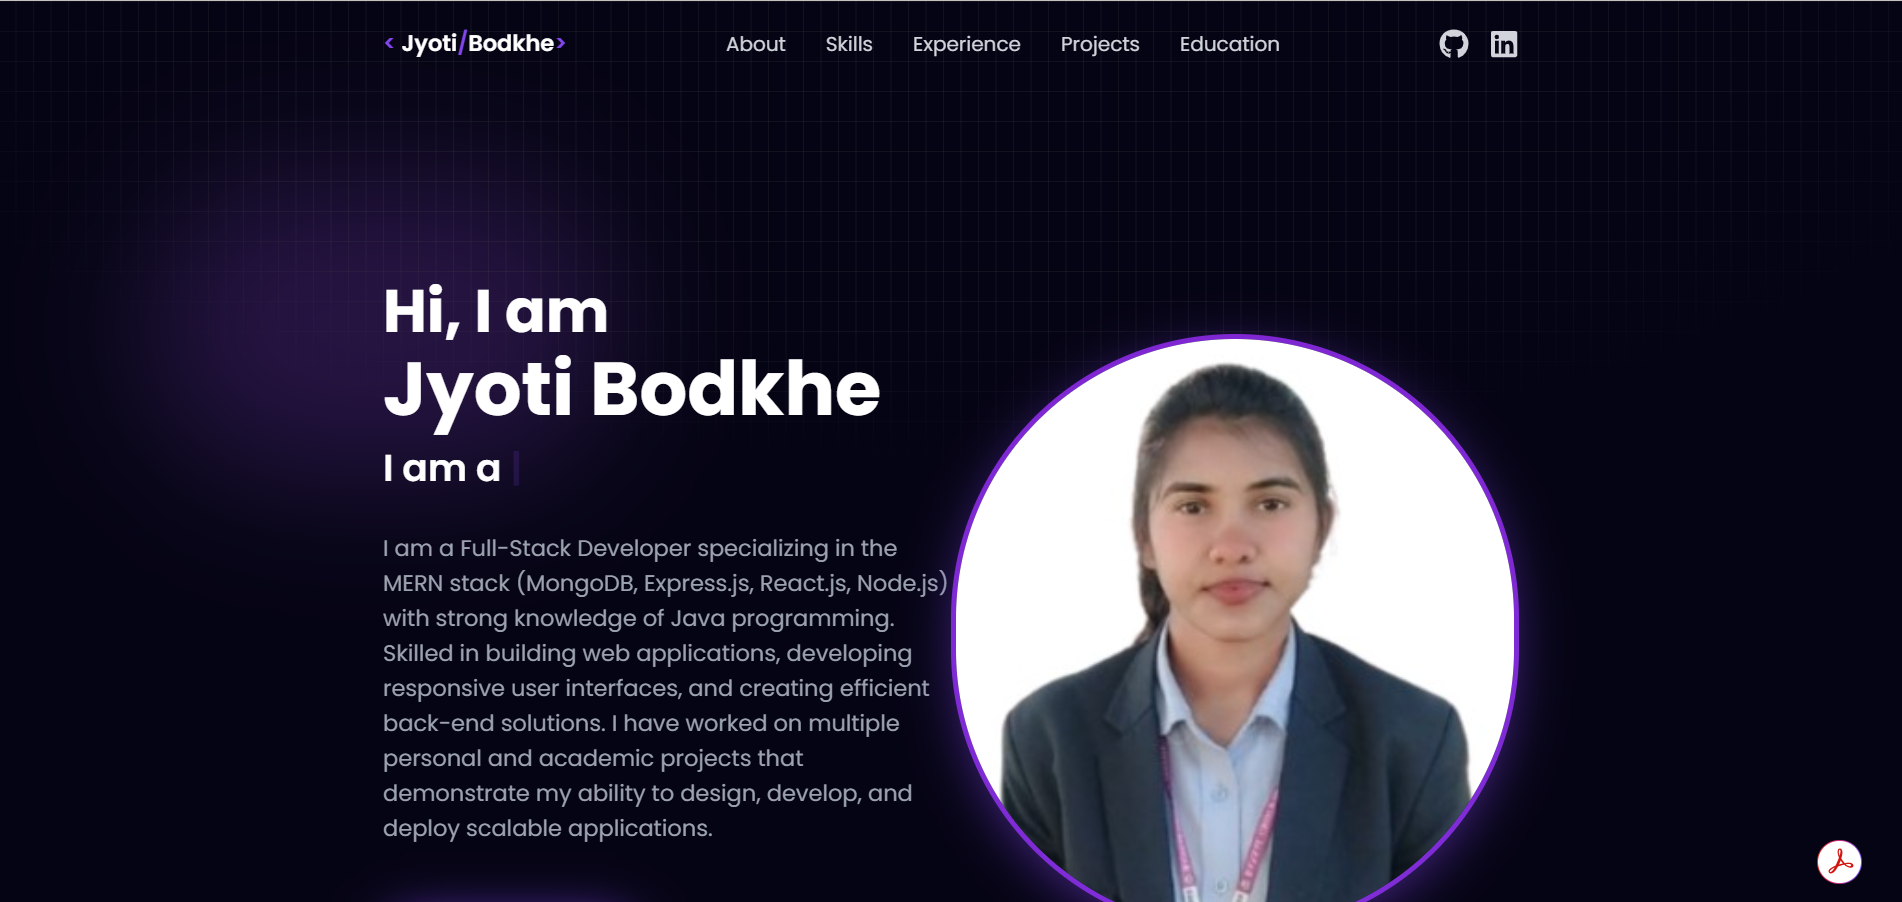 < Jyoti/Bodkhe>
About Skills Experience Projects Education
Hi, I am
Jyoti Bodkhe
I am a
I am a Full-Stack Developer specializing in the
MERN stack (MongoDB, Express.js, React.js, Node.js)
with strong knowledge of Java programming.
Skilled in building web applications, developing
responsive user interfaces, and creating efficient
back-end solutions. I have worked on multiple
personal and academic projects that
demonstrate my ability to design, develop, and
deploy scalable applications.